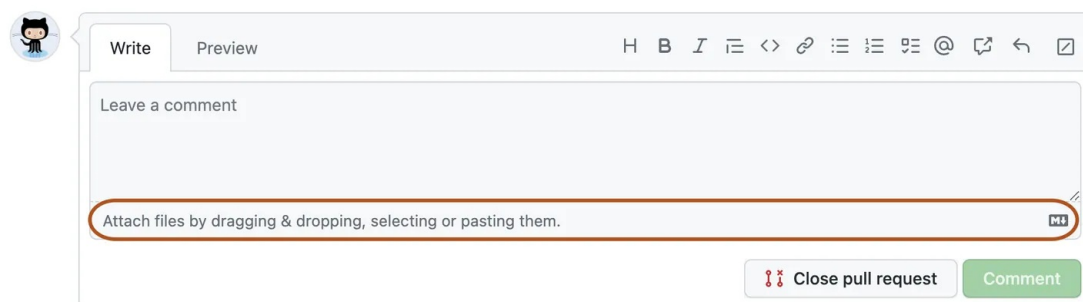 Write
Preview
H B I @
Leave a comment
Attach files by dragging & dropping, selecting or pasting them.
M
Close pull request
Comment